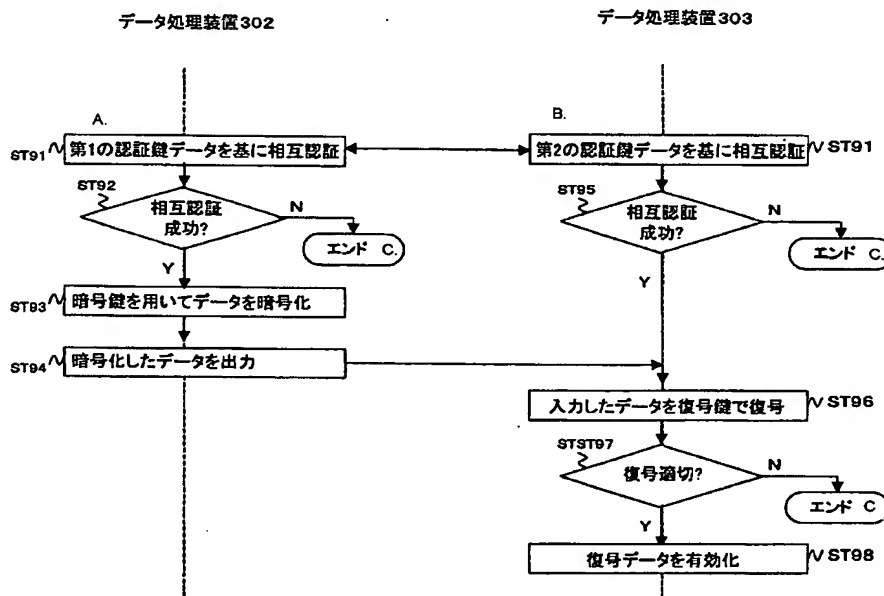 データ処理装置302
データ処理装置303
A.
B.
ST91 第1の認証鍵データを基に相互認証
第2の認証鍵データを基に相互認証 ST91
ST92
相互認証
成功?
N
エンド C.
Y
ST95
相互認証
成功?
N
エンド C.
Y
ST93 暗号鍵を用いてデータを暗号化
ST94 暗号化したデータを出力
入力したデータを復号鍵で復号 ST96
STST97
復号適切?
N
エンド C
Y
復号データを有効化 ST98